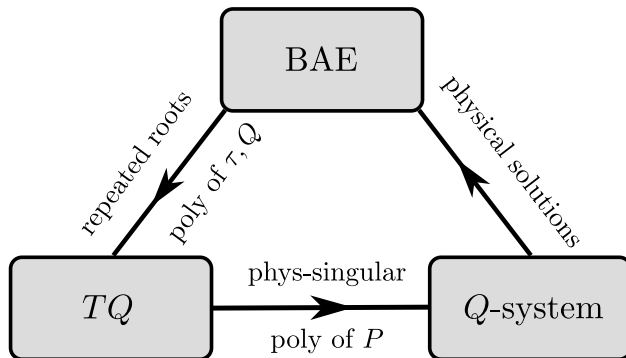 BAE
repeated roots
poly of τ, Q
physical solutions
TQ
phys-singular
poly of P
Q-system